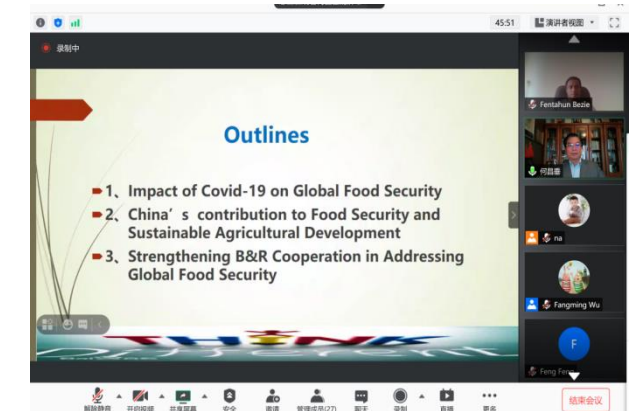 45:51
演讲者视图
录制中
Outlines
1、Impact of Covid-19 on Global Food Security
2、China's contribution to Food Security and
Sustainable Agricultural Development
3、Strengthening B&R Cooperation in Addressing
Global Food Security
THINK
Fentahun Bezie
na
Fangming Wu
F
Feng Feng
解除静音
开启视频
共享屏幕
安全
邀请
管理成员(27)
聊天
录制
直播
更多
结束会议